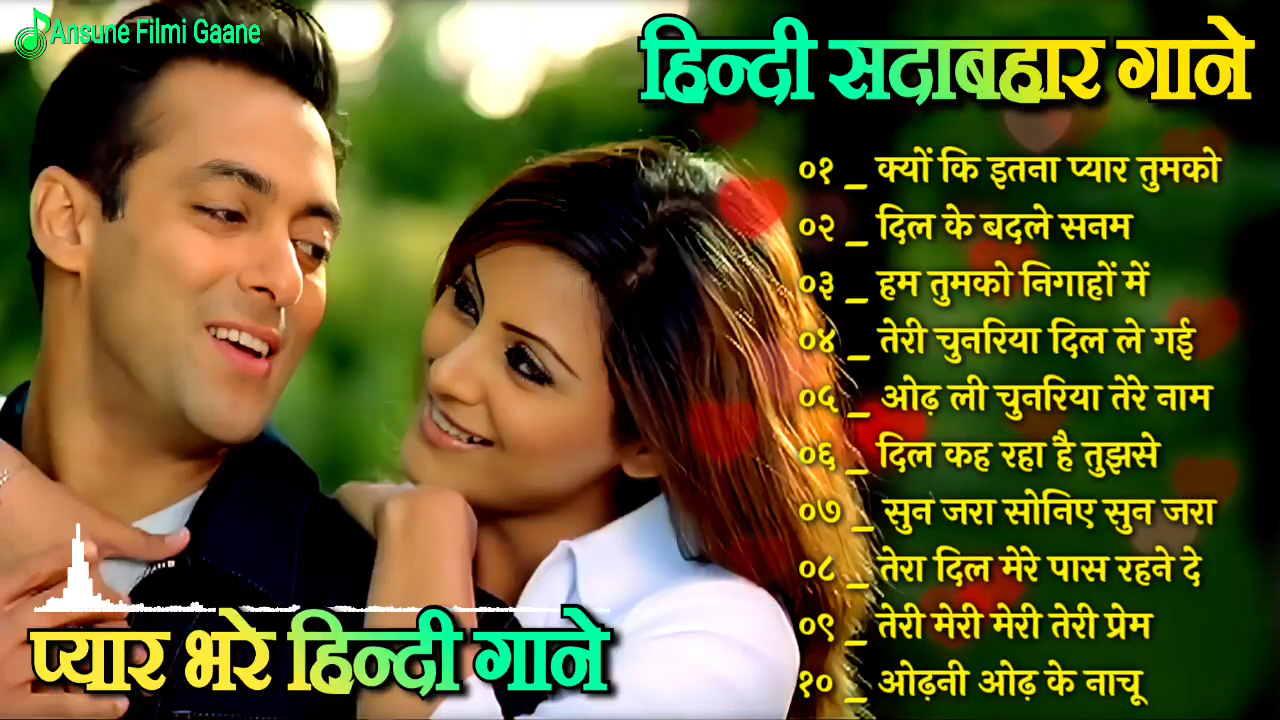 Ansune Filmi Gaane
हिन्दी सदाबहार गाने
०१ _ क्यों कि इतना प्यार तुमको
०२ _ दिल के बदले सनम
०३ _ हम तुमको निगाहों में
०४ _ तेरी चुनरिया दिल ले गई
०५ _ ओढ़ ली चुनरिया तेरे नाम
०६ _ दिल कह रहा है तुझसे
०७ _ सुन जरा सोनिए सुन जरा
०८ _ तेरा दिल मेरे पास रहने दे
०९ _ तेरी मेरी मेरी तेरी प्रेम
१० _ ओढ़नी ओढ़ के नाचू
प्यार भरे हिन्दी गाने